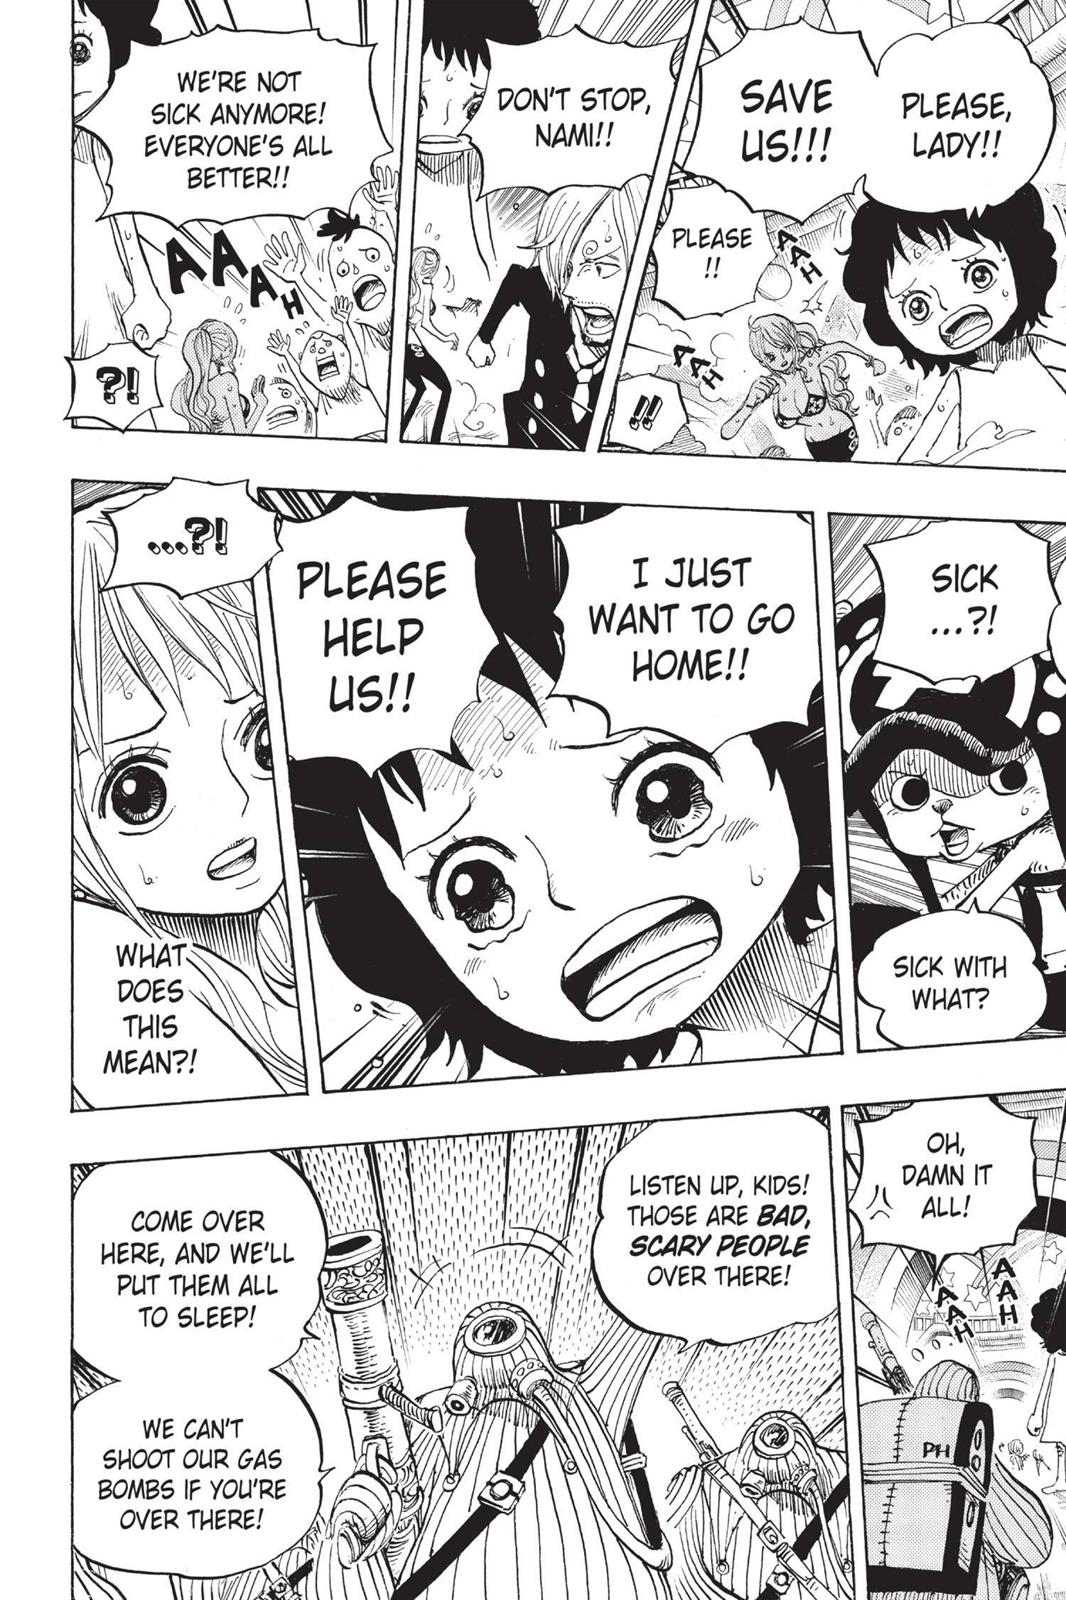 PLEASE,
LADY!!
SAVE
US!!!
PLEASE
!!
AAH
AAH
!!
DON'T STOP,
NAMI!!
WE'RE NOT
SICK ANYMORE!
EVERYONE'S ALL
BETTER!!
AAAAH
?!
SICK
...?!
SICK WITH
WHAT?
I JUST
WANT TO GO
HOME!!
PLEASE
HELP
US!!
...?!
WHAT
DOES
THIS
MEAN?!
OH,
DAMN IT
ALL!
AAH
AAH
PH
LISTEN UP, KIDS!
THOSE ARE BAD,
SCARY PEOPLE
OVER THERE!
COME OVER
HERE, AND WE'LL
PUT THEM ALL
TO SLEEP!
WE CAN'T
SHOOT OUR GAS
BOMBS IF YOU'RE
OVER THERE!